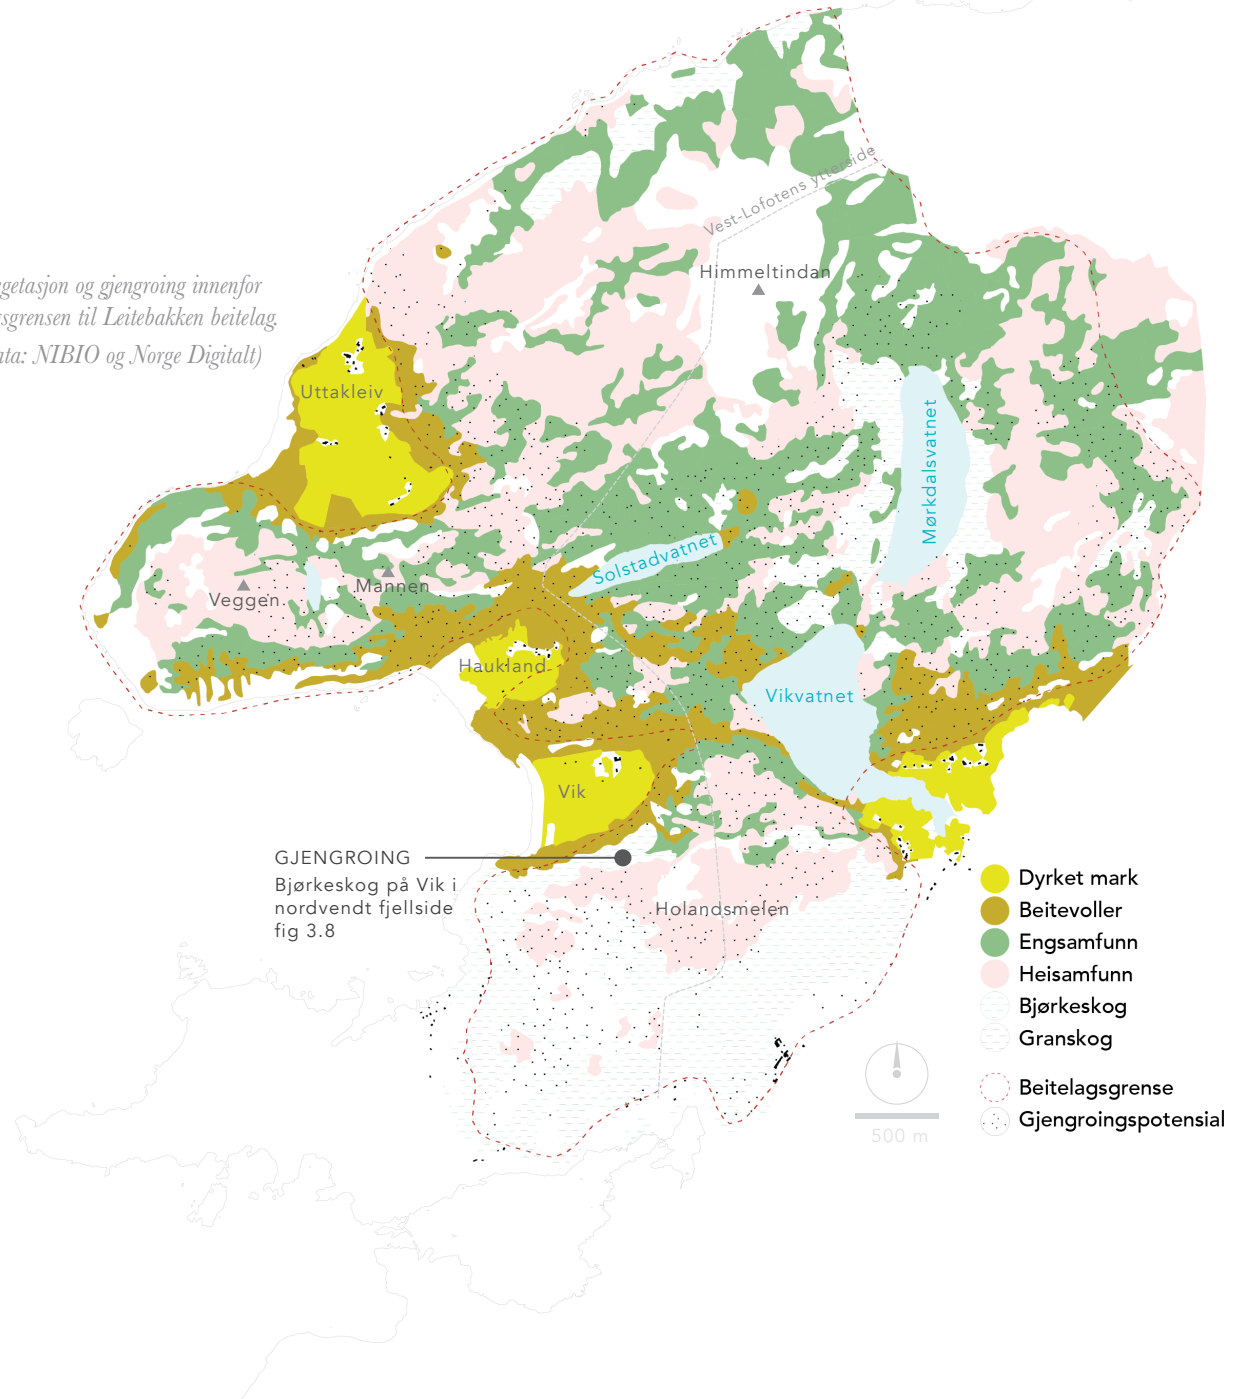 Vest-Lofotens ytterside
Himmeltindan
getasjon og gjengroing innenfor
sgrensen til Leitebakken beitelag.
ta: NIBIO og Norge Digitalt)
Uttakleiv
Mørkdalsvatnet
Solstadvatnet
Mannen
Veggen
Haukland
Vikvatnet
Vik
GJENGROING
Bjørkeskog på Vik i
nordvendt fjellside
fig 3.8
Holandsmelen
Dyrket mark
Beitevoller
Engsamfunn
Heisamfunn
Bjørkeskog
Granskog
Beitelagsgrense
Gjengroingspotensial
500 m